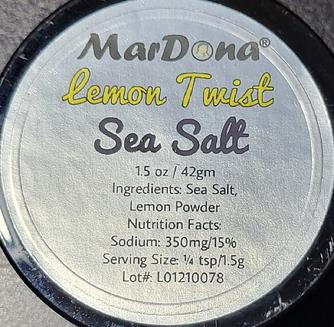 MarDona®
Lemon Twist
Sea Salt
1.5 oz / 42gm
Ingredients: Sea Salt,
Lemon Powder
Nutrition Facts:
Sodium: 350mg/15%
Serving Size: ¼ tsp/1.5g
Lot#: L01210078